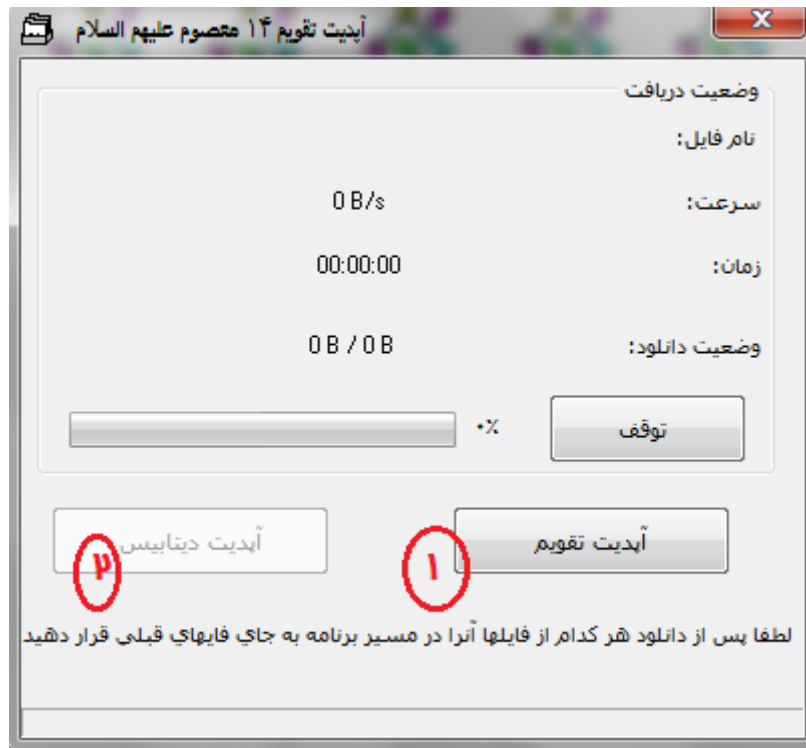 آپدیت تقویم ۱۴ معصوم علیهم السلام
وضعیت دریافت
نام فایل:
سرعت: 0 B/s
زمان: 00:00:00
وضعیت دانلود: 0 B / 0 B
توقف ۰%
آپدیت تقویم ۱ آپدیت دیتابیس ۲
لطفا پس از دانلود هر کدام از فایلها آنرا در مسیر برنامه به جاي فایهاي قبلی قرار دهید